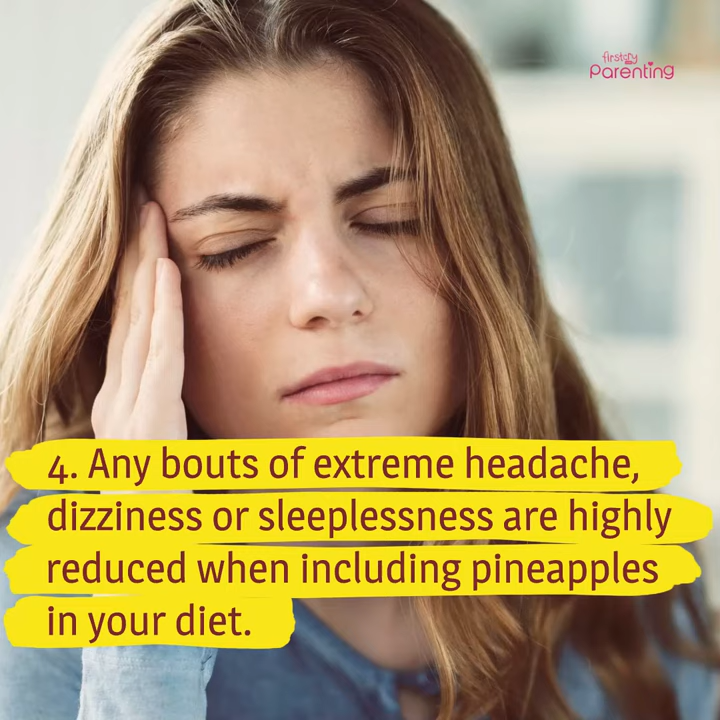 firstcry
Parenting
4. Any bouts of extreme headache,
dizziness or sleeplessness are highly
reduced when including pineapples
in your diet.